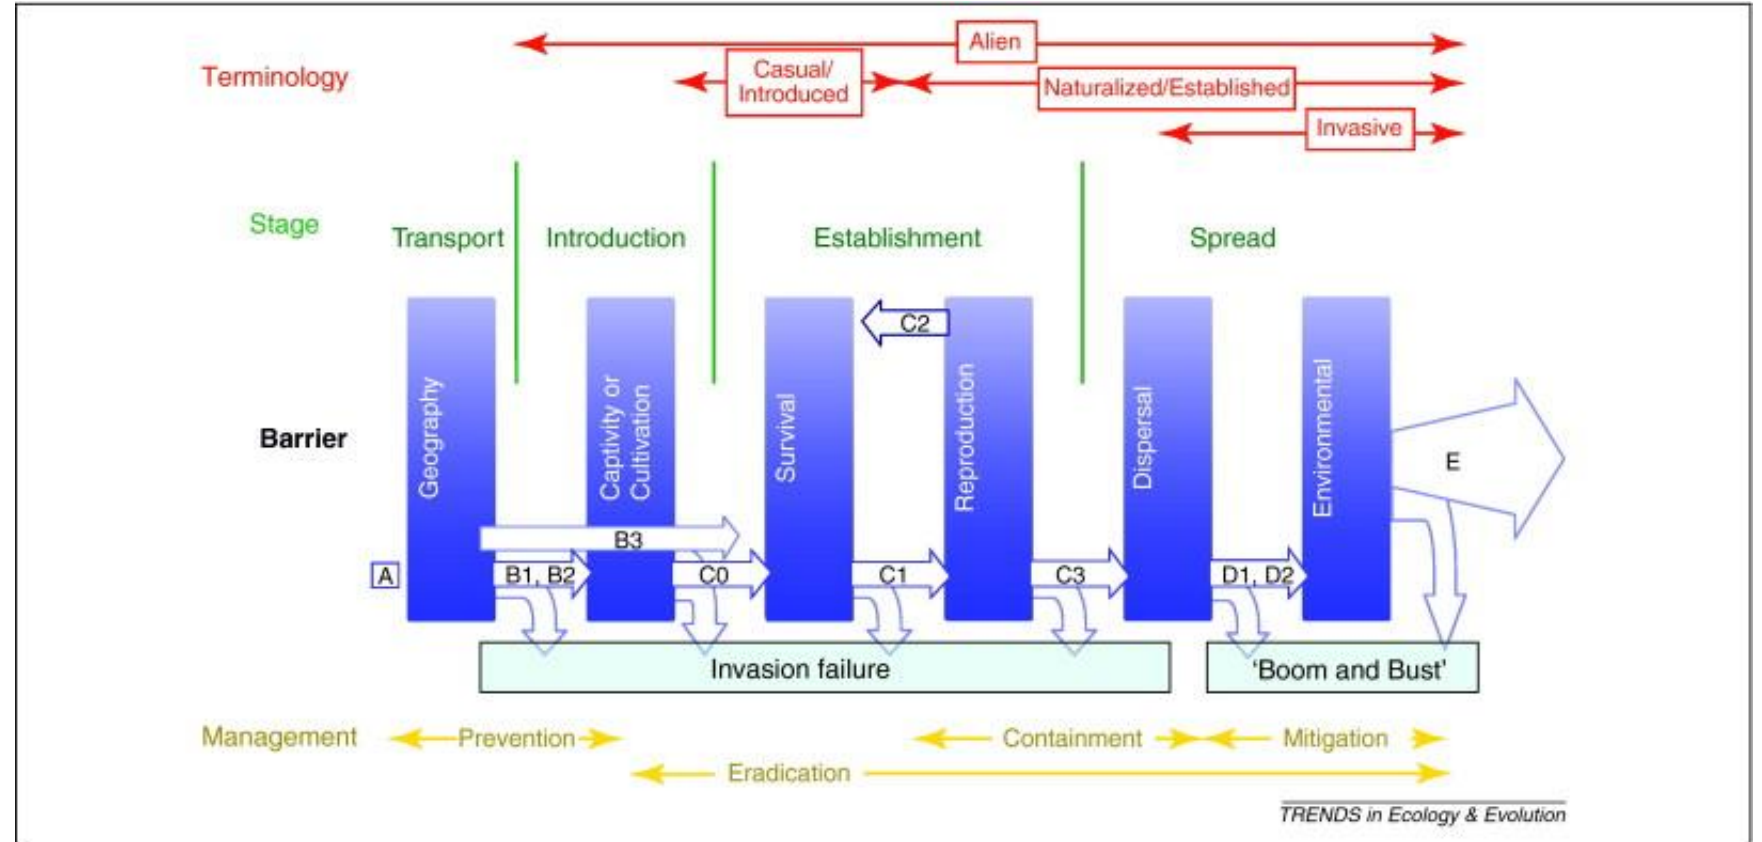 Alien
Terminology
Casual/
Introduced
Naturalized/Established
Invasive
Stage
Transport
Introduction
Establishment
Spread
C2
Barrier
Geography
Captivity or
Cultivation
Survival
Reproduction
Dispersal
Environmental
E
B3
A
B1, B2
C0
C1
C3
D1, D2
Invasion failure
'Boom and Bust'
Management
Prevention
Containment
Mitigation
Eradication
TRENDS in Ecology & Evolution